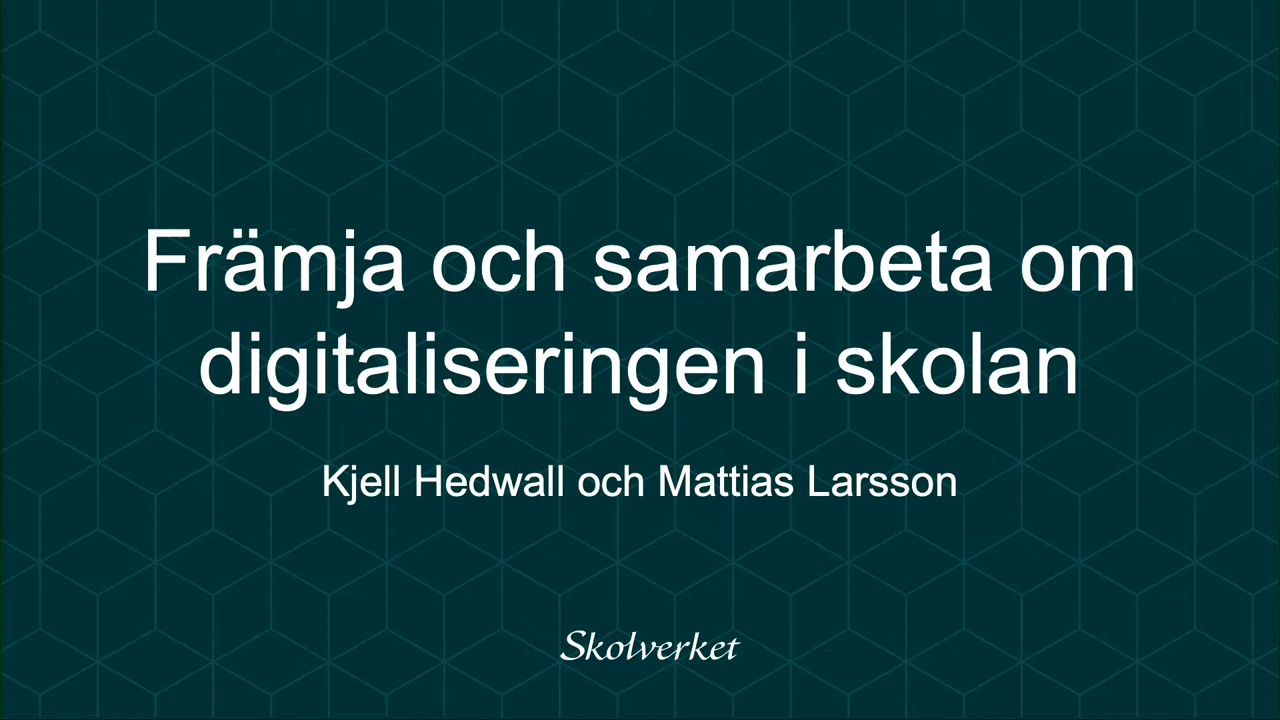 Främja och samarbeta om
digitaliseringen i skolan
Kjell Hedwall och Mattias Larsson
Skolverket